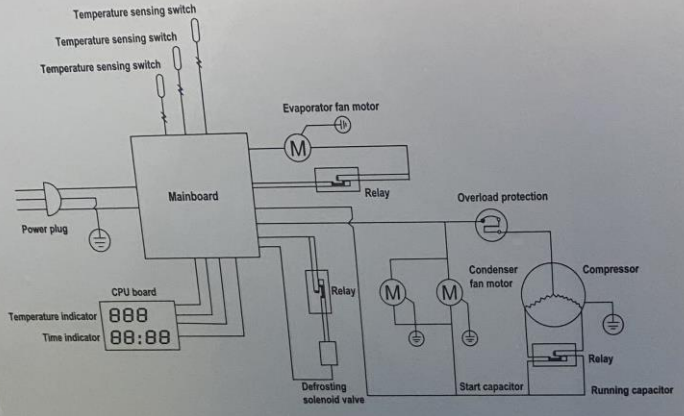 Temperature sensing switch
Temperature sensing switch
Temperature sensing switch
Evaporator fan motor
M
Relay
Mainboard
Power plug
Overload protection
CPU board
Temperature indicator
888
Time indicator
88:88
Relay
M
M
Condenser
fan motor
Compressor
Relay
Defrosting
solenoid valve
Start capacitor
Running capacitor